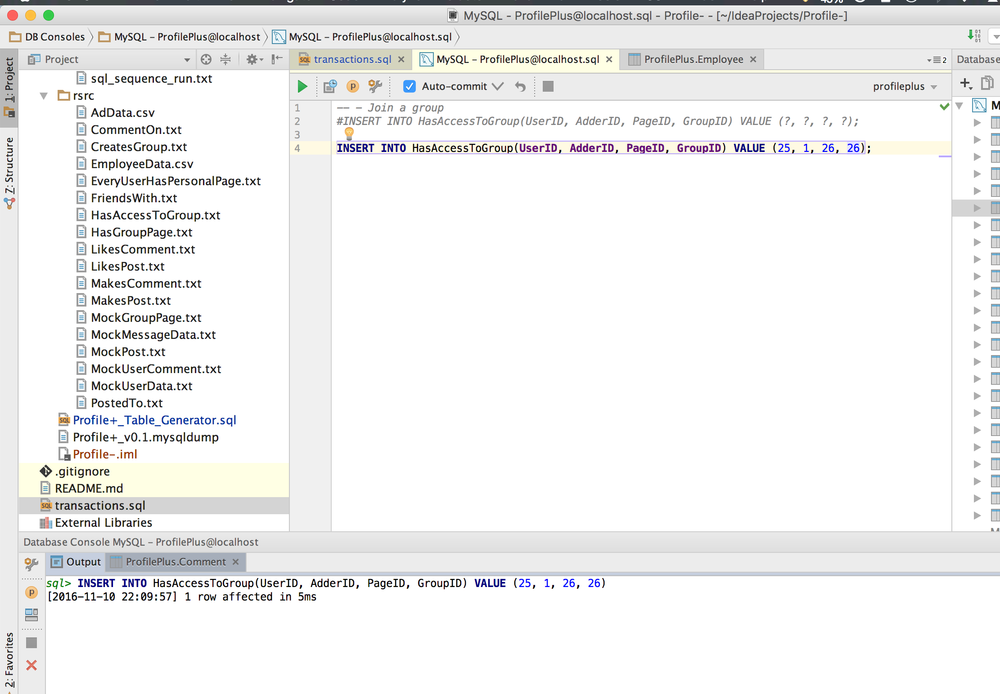 MySQL - ProfilePlus@localhost.sql - Profile- - [~/IdeaProjects/Profile-]
DB Consoles
MySQL - ProfilePlus@localhost
MySQL - ProfilePlus@localhost.sql
1: Project
7: Structure
2: Favorites
Project
sql_sequence_run.txt
rsrc
AdData.csv
CommentOn.txt
CreatesGroup.txt
EmployeeData.csv
EveryUserHasPersonalPage.txt
FriendsWith.txt
HasAccessToGroup.txt
HasGroupPage.txt
LikesComment.txt
LikesPost.txt
MakesComment.txt
MakesPost.txt
MockGroupPage.txt
MockMessageData.txt
MockPost.txt
MockUserComment.txt
MockUserData.txt
PostedTo.txt
Profile+_Table_Generator.sql
Profile+_v0.1.mysqldump
Profile-.iml
.gitignore
README.md
transactions.sql
External Libraries
transactions.sql
MySQL - ProfilePlus@localhost.sql
ProfilePlus.Employee
2
Database
Auto-commit
profileplus
1 -- - Join a group
2 #INSERT INTO HasAccessToGroup(UserID, AdderID, PageID, GroupID) VALUE (?, ?, ?, ?);
3
4 INSERT INTO HasAccessToGroup(UserID, AdderID, PageID, GroupID) VALUE (25, 1, 26, 26);
Database Console MySQL - ProfilePlus@localhost
Output
ProfilePlus.Comment
sql> INSERT INTO HasAccessToGroup(UserID, AdderID, PageID, GroupID) VALUE (25, 1, 26, 26)
[2016-11-10 22:09:57] 1 row affected in 5ms